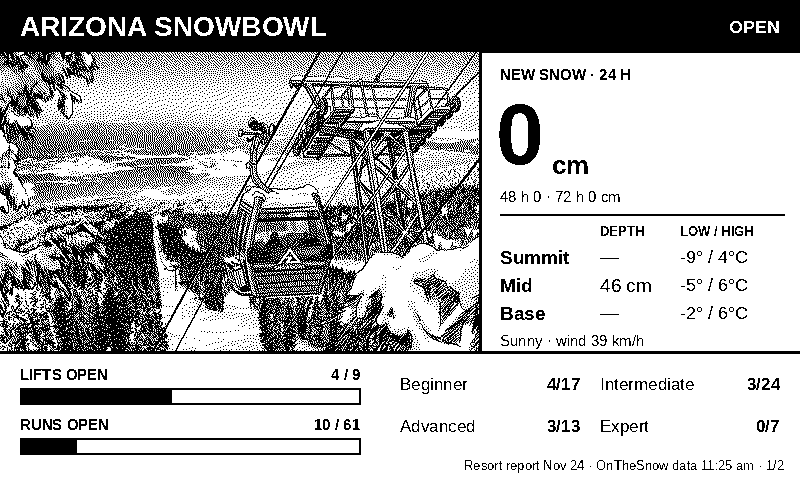 ARIZONA SNOWBOWL OPEN
NEW SNOW · 24 H
0 cm
48 h 0 · 72 h 0 cm
DEPTH LOW / HIGH
Summit — -9° / 4°C
Mid 46 cm -5° / 6°C
Base — -2° / 6°C
Sunny · wind 39 km/h
LIFTS OPEN 4 / 9
RUNS OPEN 10 / 61
Beginner 4/17 Intermediate 3/24
Advanced 3/13 Expert 0/7
Resort report Nov 24 · OnTheSnow data 11:25 am · 1/2